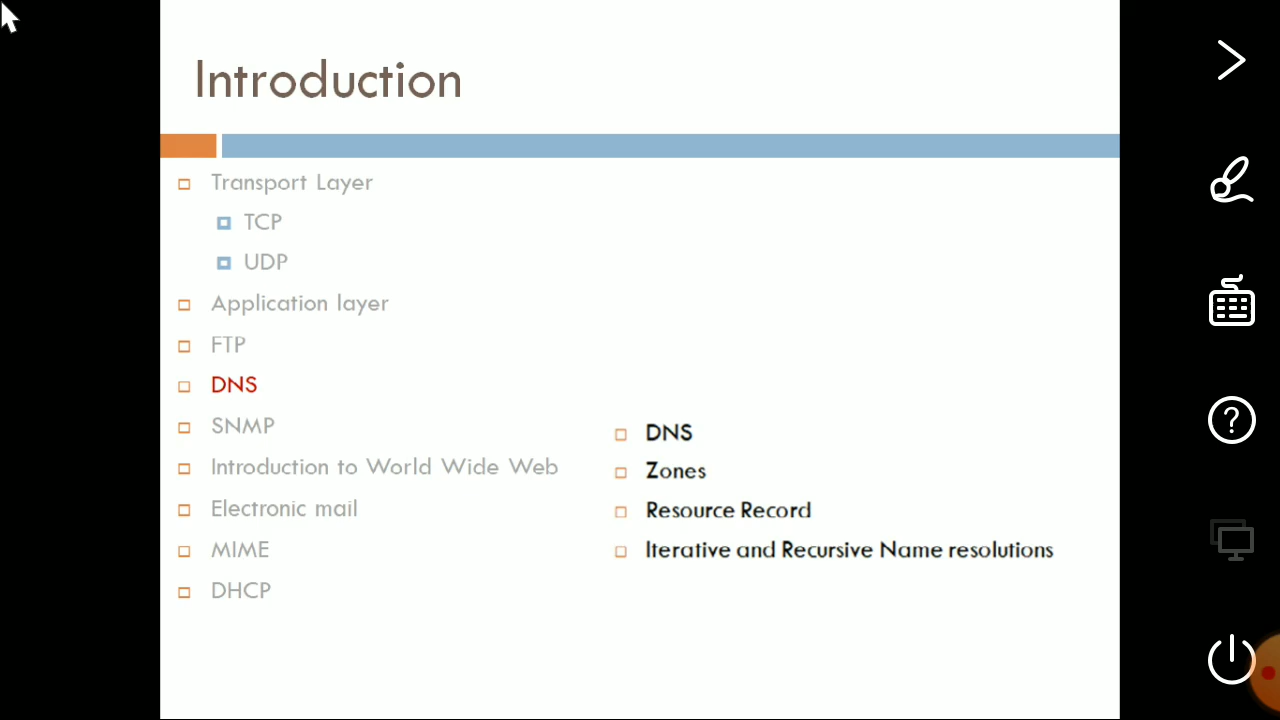 Introduction
Transport Layer
TCP
UDP
Application layer
FTP
DNS
SNMP
Introduction to World Wide Web
Electronic mail
MIME
DHCP
DNS
Zones
Resource Record
Iterative and Recursive Name resolutions